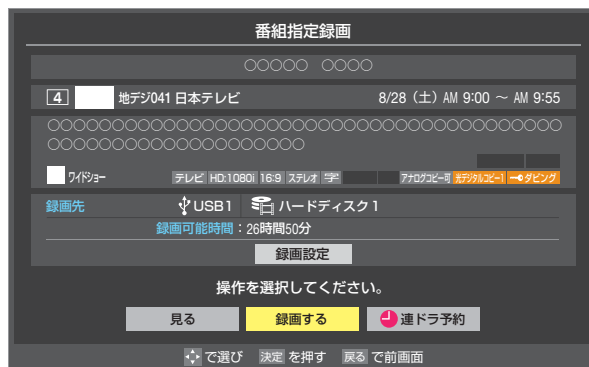 番組指定録画
○○○○○ ○○○○
4 地デジ041 日本テレビ 8/28（土）AM 9:00 ～ AM 9:55
○○○○○○○○○○○○○○○○○○○○○○○○○○○○○○○○
○○○○○○○○○○○○○○○○
ワイドショー テレビ HD:1080i 16:9 ステレオ 字 アナログコピー可 光デジタルコピー1 ダビング
録画先 USB1 ハードディスク1
録画可能時間：26時間50分
録画設定
操作を選択してください。
見る 録画する 連ドラ予約
で選び 決定 を押す 戻る で前画面